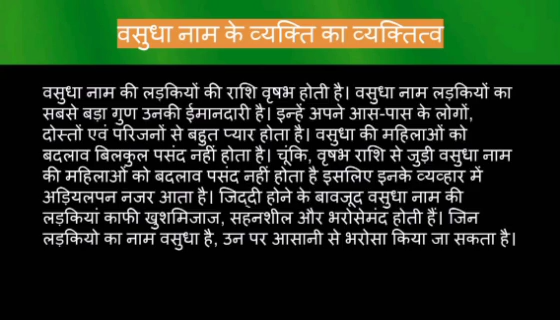 वसुधा नाम के व्यक्ति का व्यक्तित्व
वसुधा नाम की लड़कियों की राशि वृषभ होती है। वसुधा नाम लड़कियों का
सबसे बड़ा गुण उनकी ईमानदारी है। इन्हें अपने आस-पास के लोगों,
दोस्तों एवं परिजनों से बहुत प्यार होता है। वसुधा की महिलाओं को
बदलाव बिलकुल पसंद नहीं होता है। चूंकि, वृषभ राशि से जुड़ी वसुधा नाम
की महिलाओं को बदलाव पसंद नहीं होता है इसलिए इनके व्यव्हार में
अड़ियलपन नजर आता है। जिद्दी होने के बावजूद वसुधा नाम की
लड़कियां काफी खुशमिजाज, सहनशील और भरोसेमंद होती हैं। जिन
लड़कियो का नाम वसुधा है, उन पर आसानी से भरोसा किया जा सकता है।